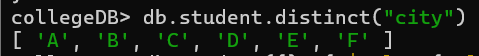 collegeDB> db.student.distinct("city")
[ 'A', 'B', 'C', 'D', 'E', 'F' ]